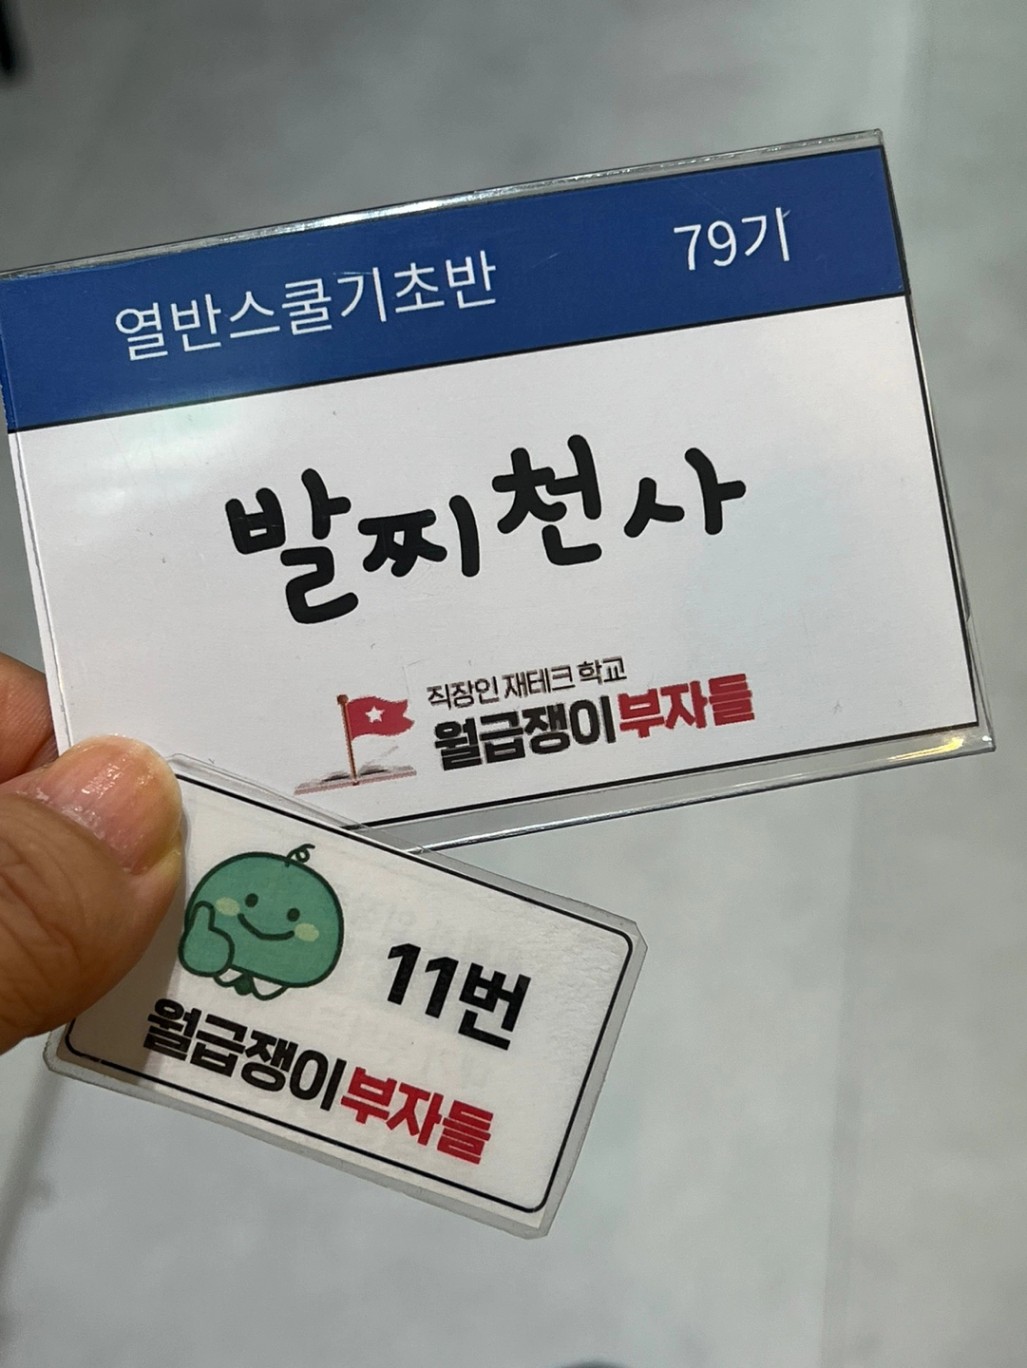 열반스쿨기초반 79기
발찌천사
직장인 재테크 학교
월급쟁이부자들
11번
월급쟁이부자들